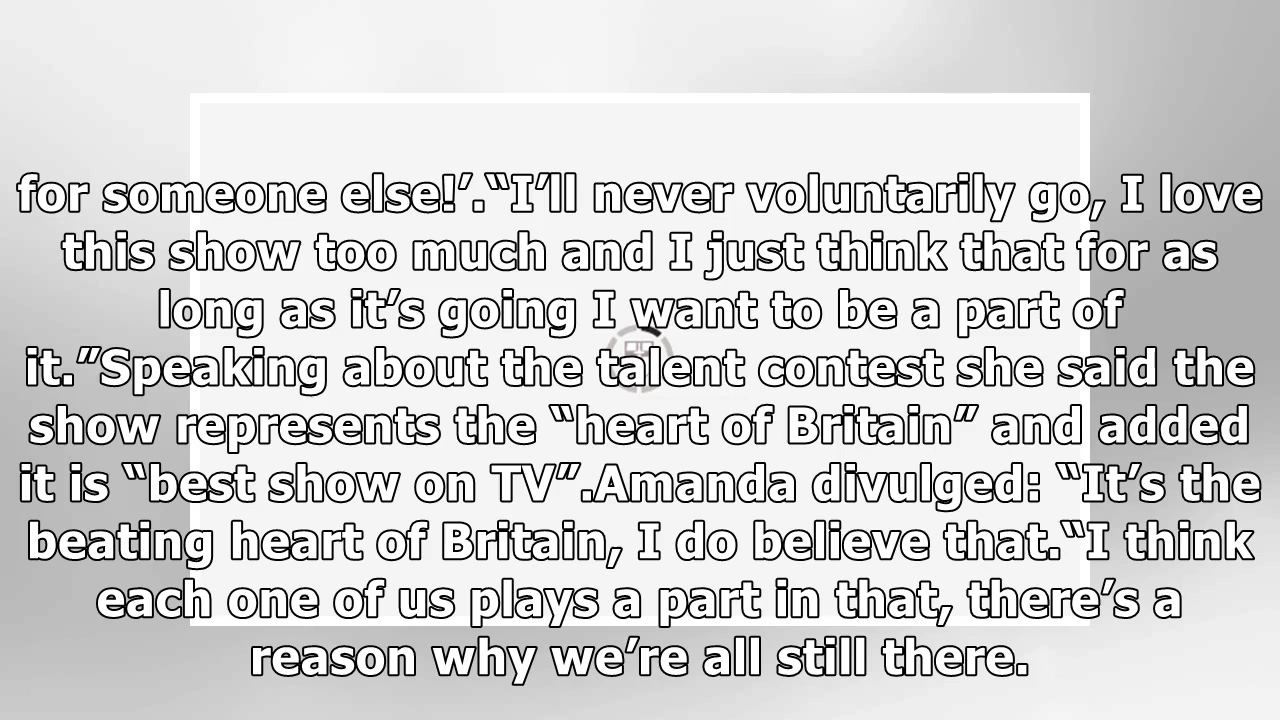 for someone else!’.“I’ll never voluntarily go, I love
this show too much and I just think that for as
long as it’s going I want to be a part of
it.”Speaking about the talent contest she said the
show represents the “heart of Britain” and added
it is “best show on TV”.Amanda divulged: “It’s the
beating heart of Britain, I do believe that.“I think
each one of us plays a part in that, there’s a
reason why we’re all still there.